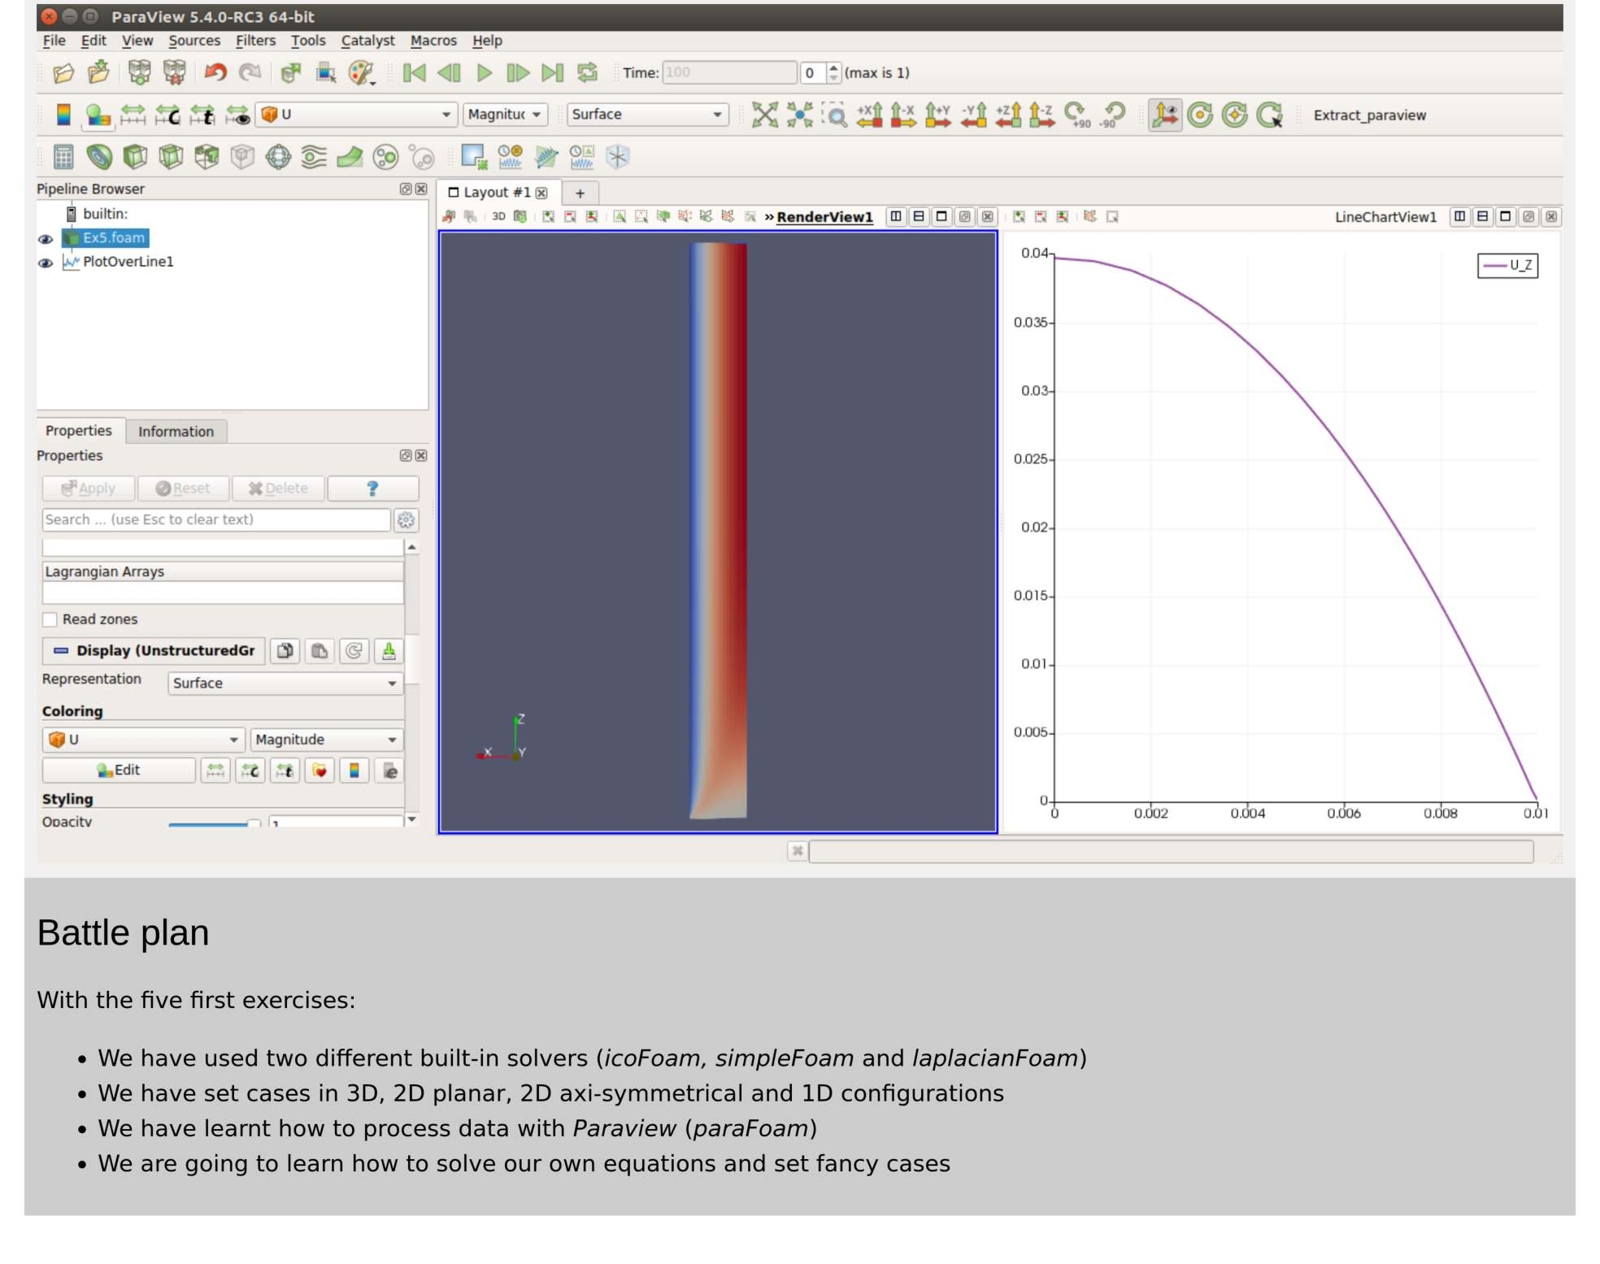 ParaView 5.4.0-RC3 64-bit
File Edit View Sources Filters Tools Catalyst Macros Help
Time: 100 0 (max is 1)
U Magnituc Surface +X -X +Y -Y +Z -Z +90 -90 Extract_paraview
Pipeline Browser
builtin:
Ex5.foam
PlotOverLine1
Properties Information
Properties
Apply Reset Delete ?
Search ... (use Esc to clear text)
Lagrangian Arrays
Read zones
Display (UnstructuredGr
Representation Surface
Coloring
U Magnitude
Edit
Styling
Opacity 1
Layout #1 +
3D » RenderView1
Z
X Y
LineChartView1
U_Z
0.04
0.035
0.03
0.025
0.02
0.015
0.01
0.005
0
0 0.002 0.004 0.006 0.008 0.01
Battle plan
With the five first exercises:
• We have used two different built-in solvers (icoFoam, simpleFoam and laplacianFoam)
• We have set cases in 3D, 2D planar, 2D axi-symmetrical and 1D configurations
• We have learnt how to process data with Paraview (paraFoam)
• We are going to learn how to solve our own equations and set fancy cases